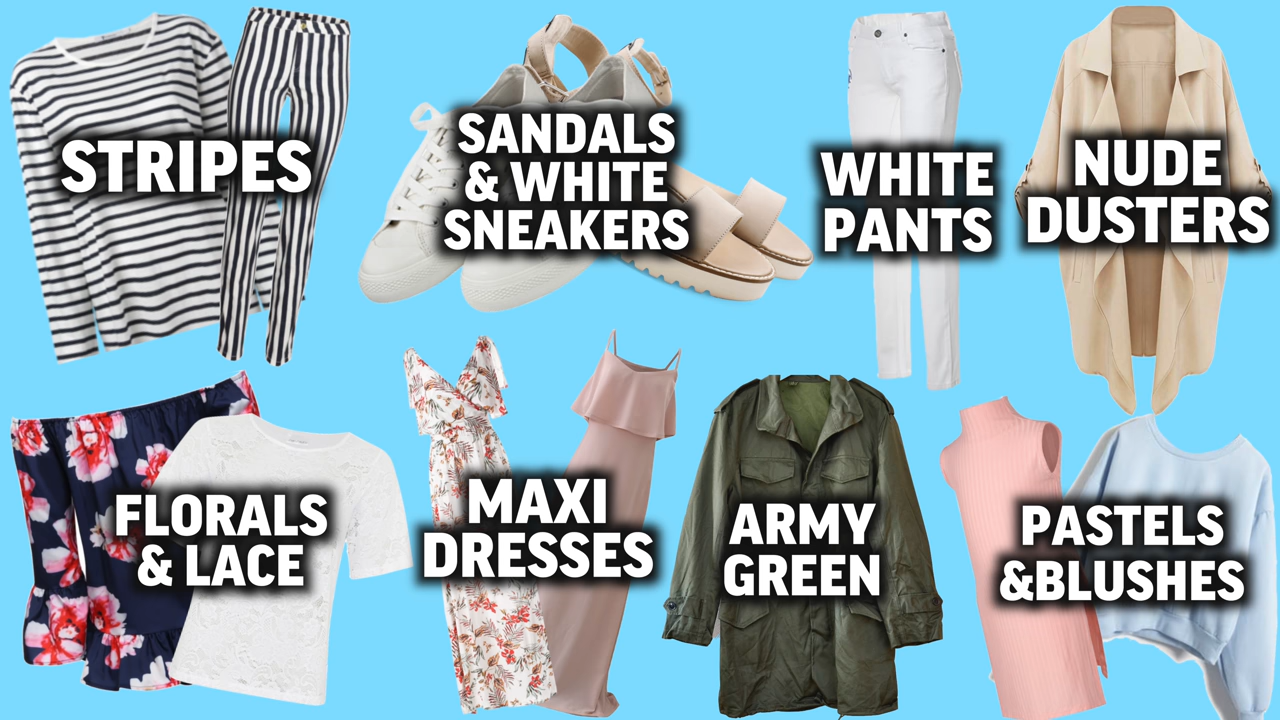 STRIPES
SANDALS
& WHITE
SNEAKERS
WHITE
PANTS
NUDE
DUSTERS
FLORALS
& LACE
MAXI
DRESSES
ARMY
GREEN
PASTELS
&BLUSHES